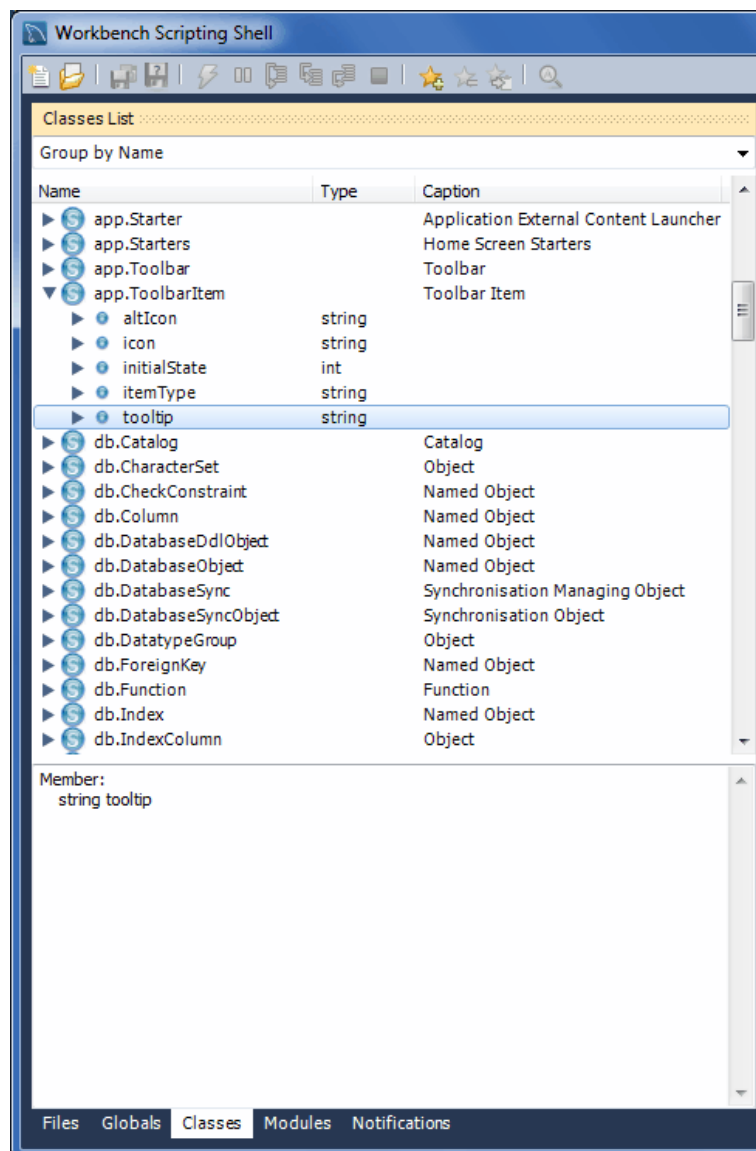 Workbench Scripting Shell
Classes List
Group by Name
Name Type Caption
app.Starter Application External Content Launcher
app.Starters Home Screen Starters
app.Toolbar Toolbar
app.ToolbarItem Toolbar Item
altIcon string
icon string
initialState int
itemType string
tooltip string
db.Catalog Catalog
db.CharacterSet Object
db.CheckConstraint Named Object
db.Column Named Object
db.DatabaseDdlObject Named Object
db.DatabaseObject Named Object
db.DatabaseSync Synchronisation Managing Object
db.DatabaseSyncObject Synchronisation Object
db.DatatypeGroup Object
db.ForeignKey Named Object
db.Function Function
db.Index Named Object
db.IndexColumn Object
Member:
string tooltip
Files Globals Classes Modules Notifications